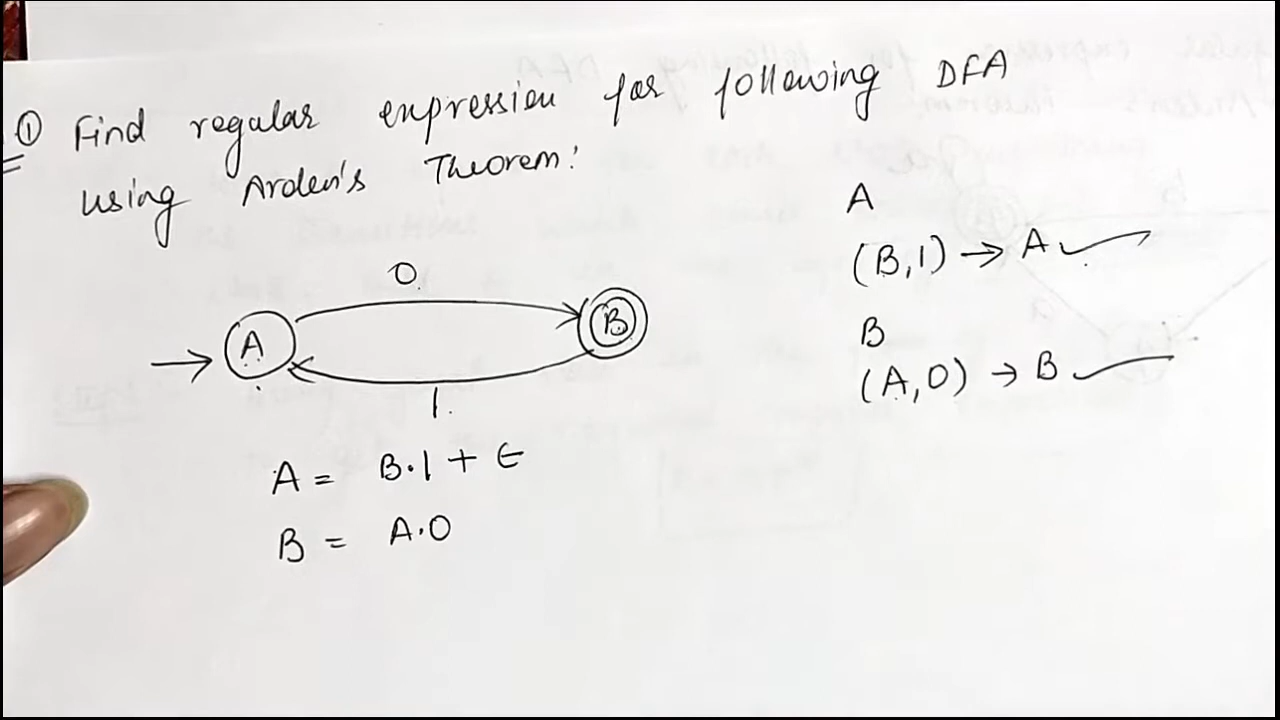 ① Find regular expression for following DFA
using Arden's Theorem:
A
(B,1) → A ✓
B
(A,0) → B ✓
0
A
B
1
A = B·1 + ∈
B = A·0